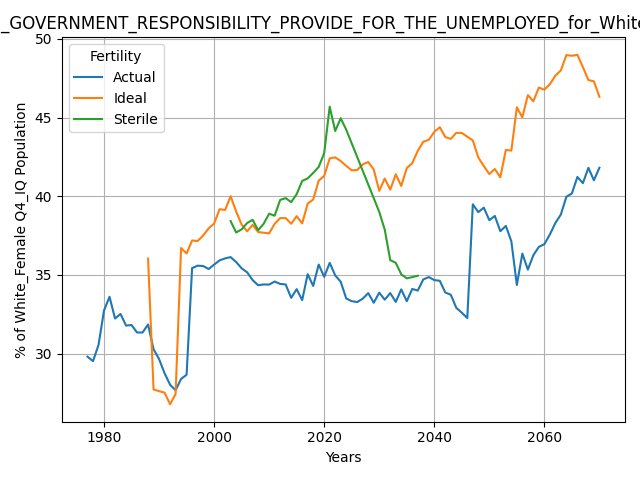 _GOVERNMENT_RESPONSIBILITY_PROVIDE_FOR_THE_UNEMPLOYED_for_White
Fertility
Actual
Ideal
Sterile
% of White_Female Q4_IQ Population
50
45
40
35
30
1980
2000
2020
2040
2060
Years